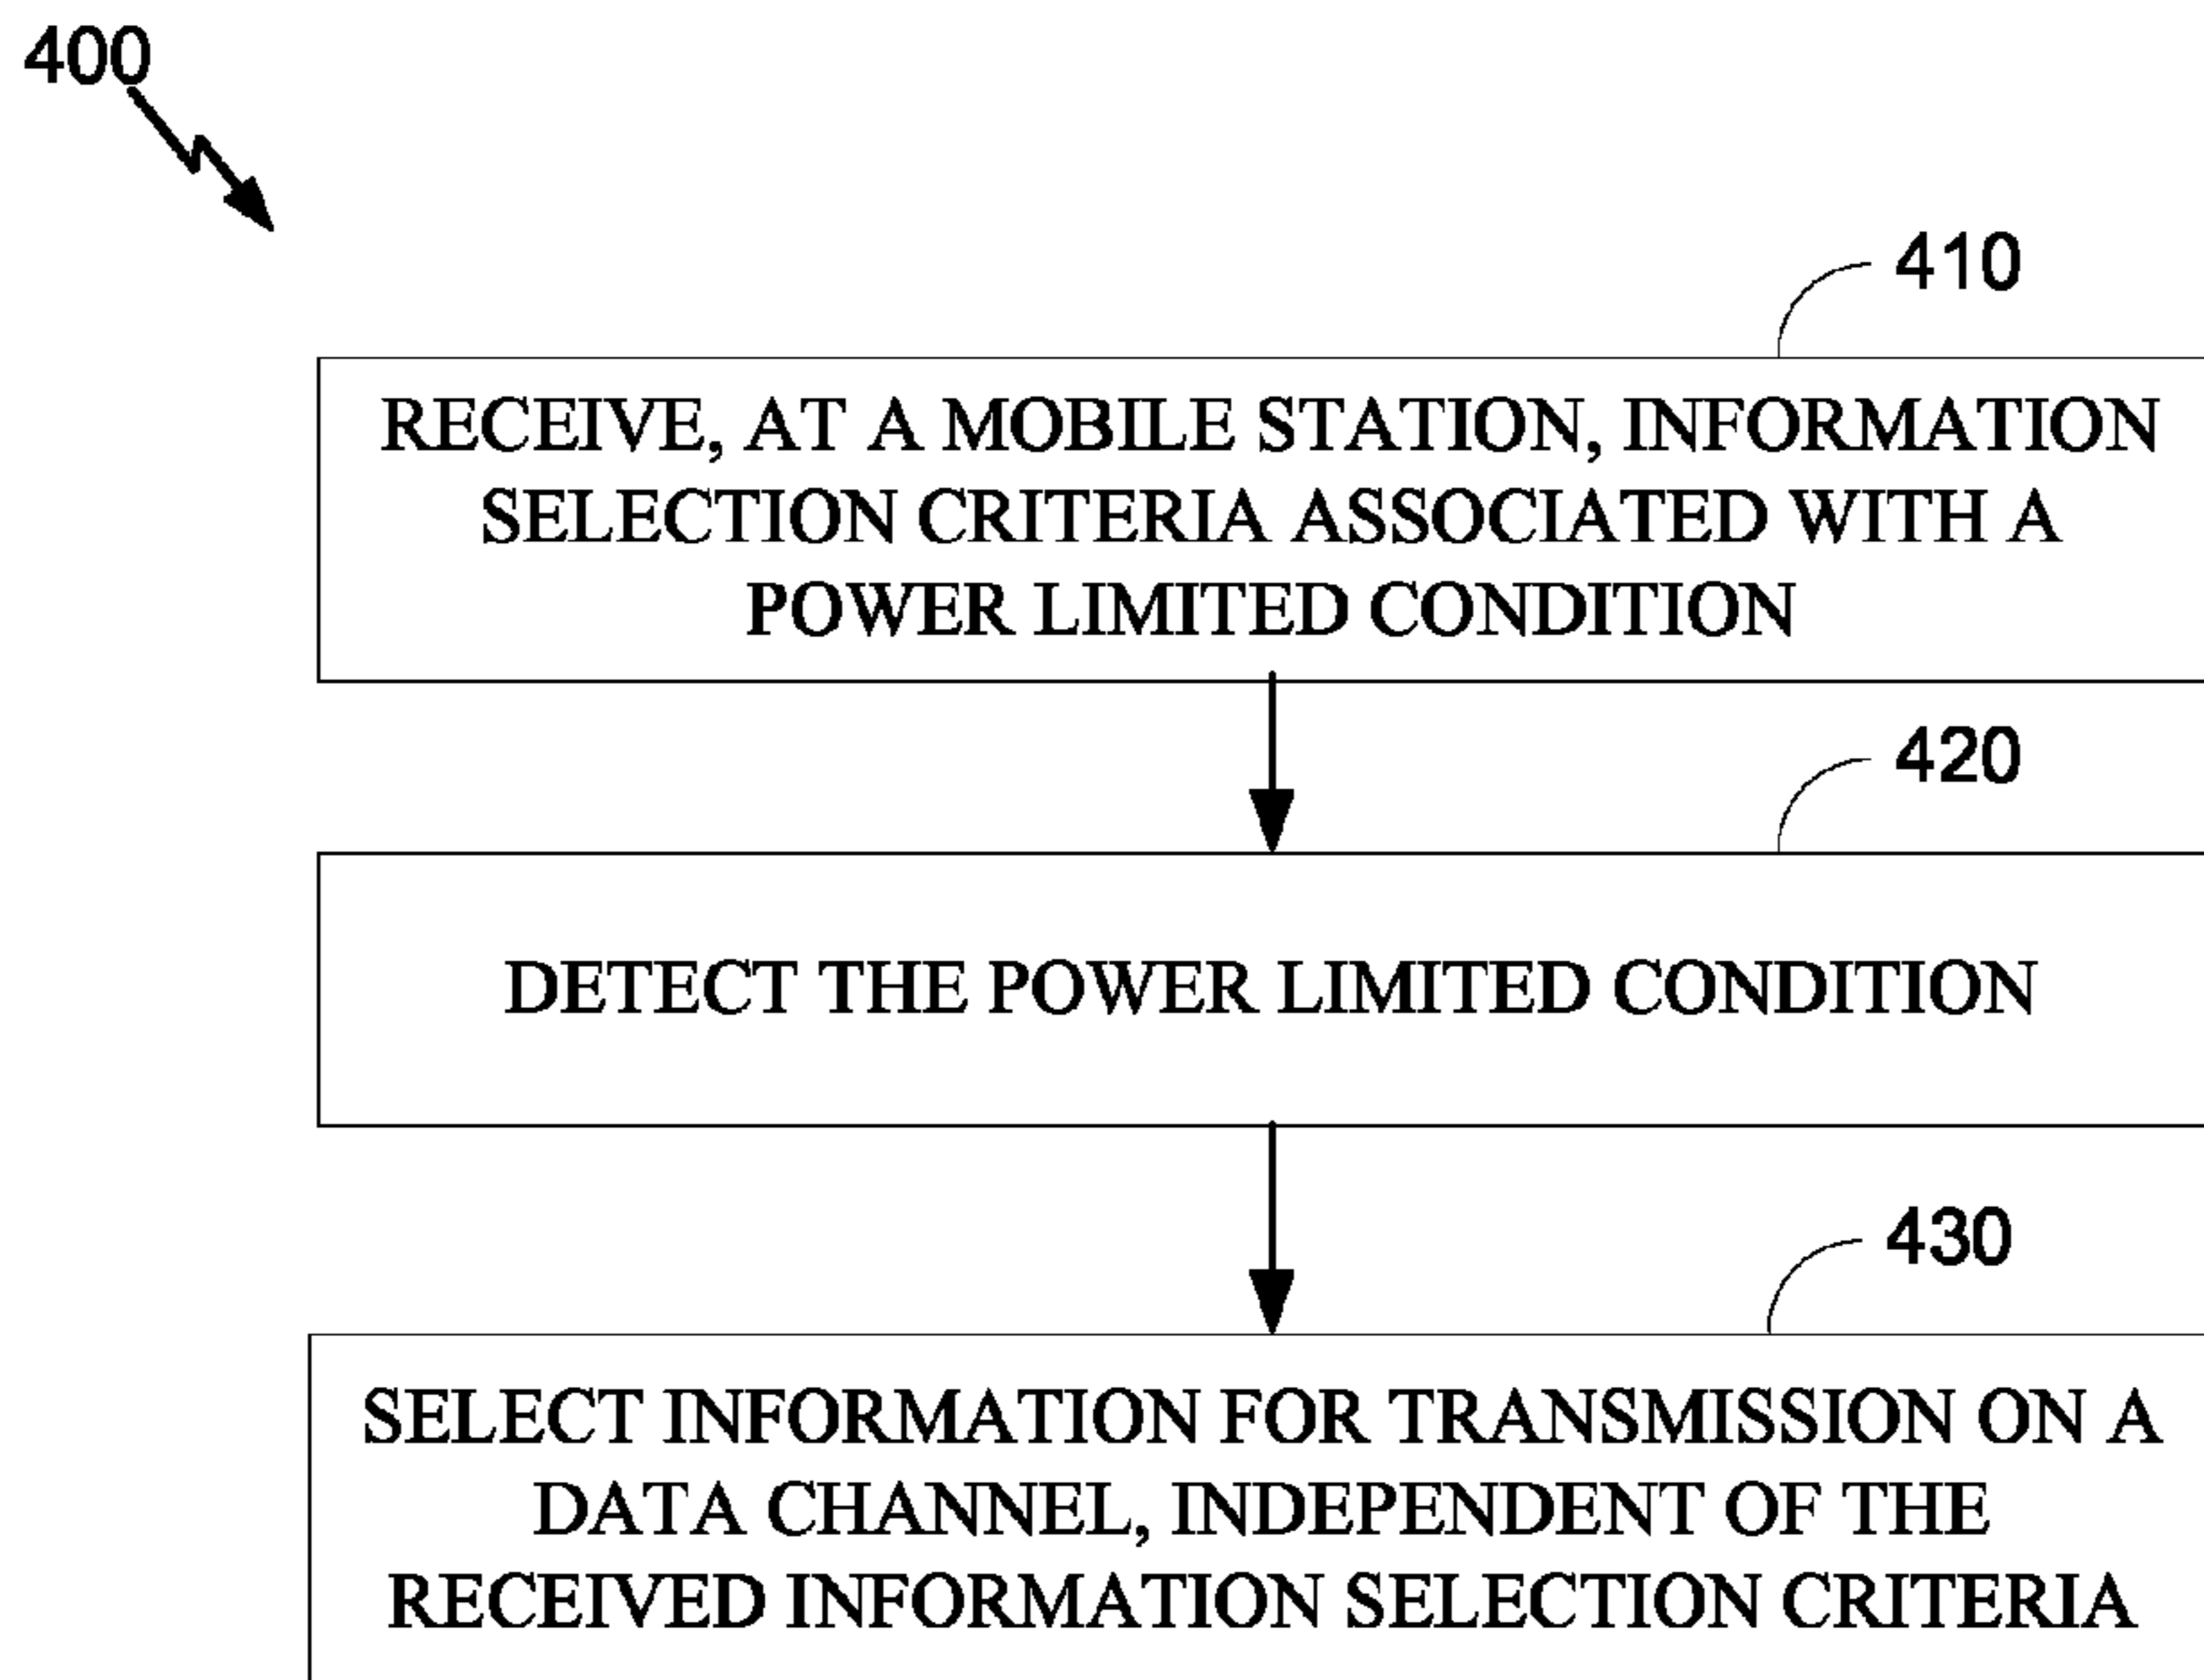 400
410
RECEIVE, AT A MOBILE STATION, INFORMATION
SELECTION CRITERIA ASSOCIATED WITH A
POWER LIMITED CONDITION
420
DETECT THE POWER LIMITED CONDITION
430
SELECT INFORMATION FOR TRANSMISSION ON A
DATA CHANNEL, INDEPENDENT OF THE
RECEIVED INFORMATION SELECTION CRITERIA